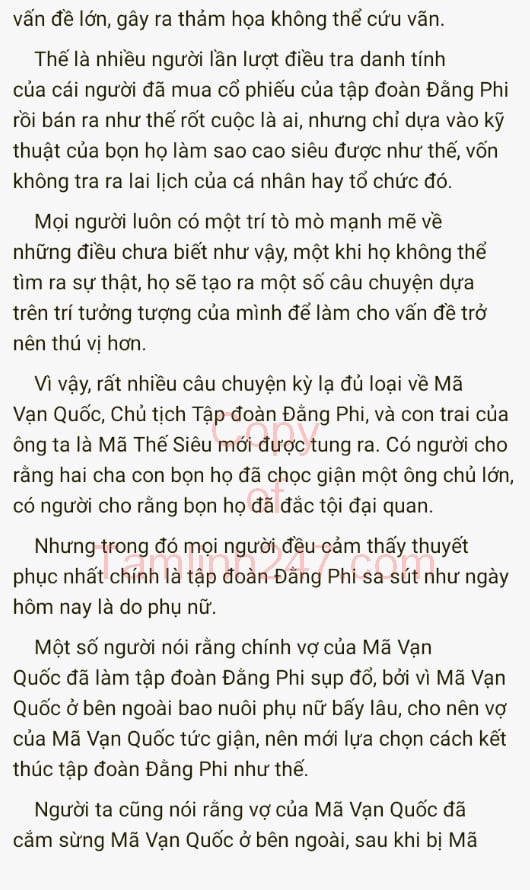 vấn đề lớn, gây ra thảm họa không thể cứu vãn.
Thế là nhiều người lần lượt điều tra danh tính
của cái người đã mua cổ phiếu của tập đoàn Đằng Phi
rồi bán ra như thế rốt cuộc là ai, nhưng chỉ dựa vào kỹ
thuật của bọn họ làm sao cao siêu được như thế, vốn
không tra ra lai lịch của cá nhân hay tổ chức đó.
Mọi người luôn có một trí tò mò mạnh mẽ về
những điều chưa biết như vậy, một khi họ không thể
tìm ra sự thật, họ sẽ tạo ra một số câu chuyện dựa
trên trí tưởng tượng của mình để làm cho vấn đề trở
nên thú vị hơn.
Vì vậy, rất nhiều câu chuyện kỳ lạ đủ loại về Mã
Vạn Quốc, Chủ tịch Tập đoàn Đằng Phi, và con trai của
ông ta là Mã Thế Siêu mới được tung ra. Có người cho
rằng hai cha con bọn họ đã chọc giận một ông chủ lớn,
có người cho rằng bọn họ đã đắc tội đại quan.
Nhưng trong đó mọi người đều cảm thấy thuyết
phục nhất chính là tập đoàn Đằng Phi sa sút như ngày
hôm nay là do phụ nữ.
Một số người nói rằng chính vợ của Mã Vạn
Quốc đã làm tập đoàn Đằng Phi sụp đổ, bởi vì Mã Vạn
Quốc ở bên ngoài bao nuôi phụ nữ bấy lâu, cho nên vợ
của Mã Vạn Quốc tức giận, nên mới lựa chọn cách kết
thúc tập đoàn Đằng Phi như thế.
Người ta cũng nói rằng vợ của Mã Vạn Quốc đã
cắm sừng Mã Vạn Quốc ở bên ngoài, sau khi bị Mã
Copy
of
Tamlinh247.com